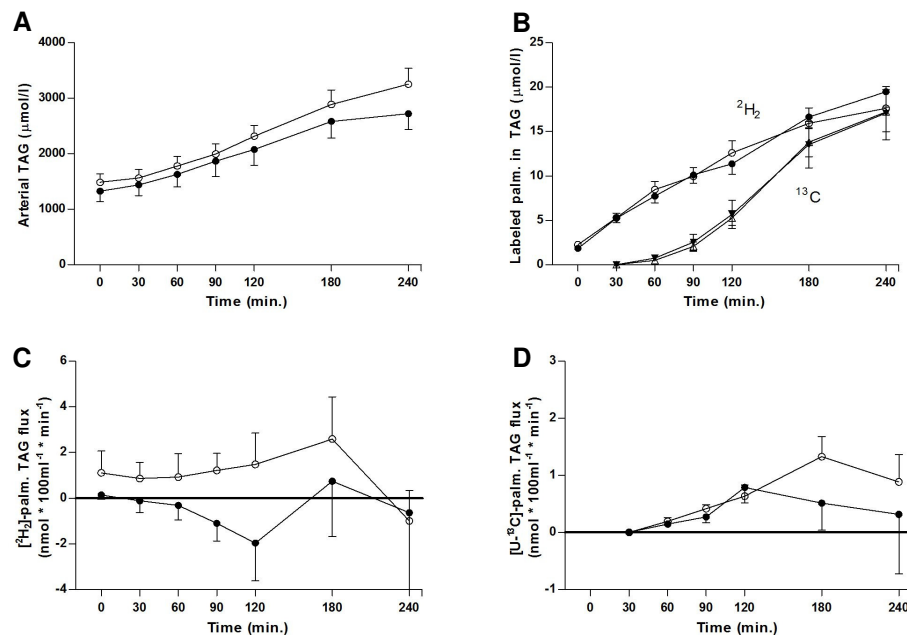 A
4000
3000
2000
1000
0
Arterial TAG (μmol/l)
0 30 60 90 120 180 240
Time (min.)
B
25
20
15
10
5
0
Labeled palm. in TAG (μmol/l)
²H₂
¹³C
0 30 60 90 120 180 240
Time (min.)
C
6
4
2
0
-2
-4
[²H₂]-palm. TAG flux
(nmol * 100ml⁻¹ * min⁻¹)
0 30 60 90 120 180 240
Time (min.)
D
3
2
1
0
-1
[U-¹³C]-palm. TAG flux
(nmol * 100ml⁻¹ * min⁻¹)
0 30 60 90 120 180 240
Time (min.)